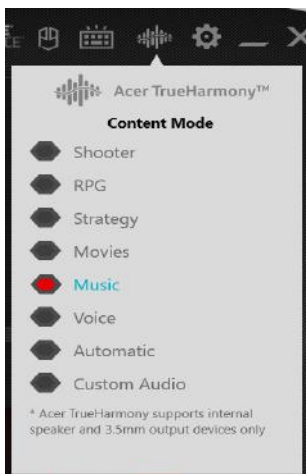 Acer TrueHarmony™
Content Mode
Shooter
RPG
Strategy
Movies
Music
Voice
Automatic
Custom Audio
* Acer TrueHarmony supports internal
speaker and 3.5mm output devices only